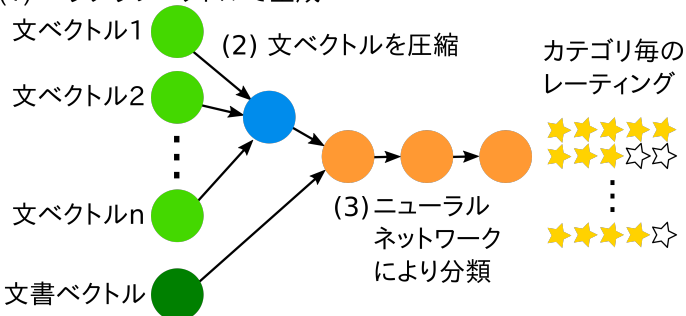 文ベクトル1
(2) 文ベクトルを圧縮
カテゴリ毎の
レーティング
文ベクトル2
文ベクトルn
(3)ニューラル
ネットワーク
により分類
文書ベクトル